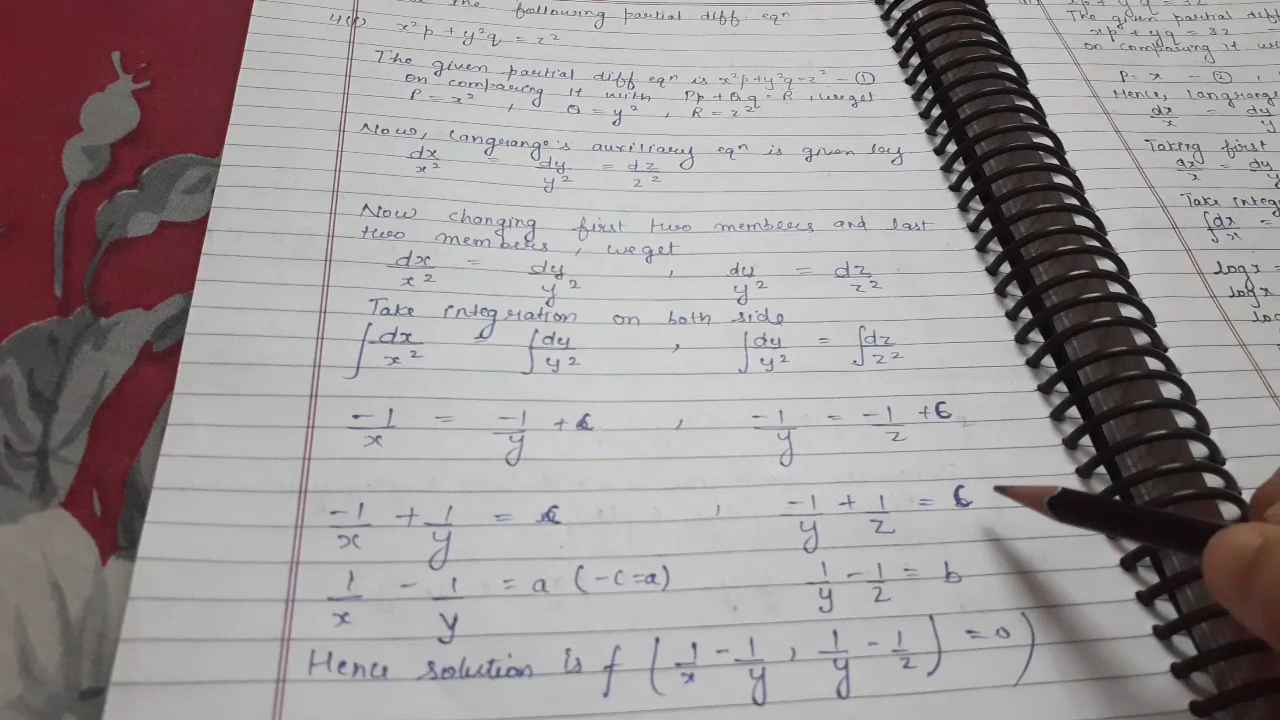 the following partial diff eqⁿ
x²p + y²q = z²
The given partial diff eqⁿ is x²p+y²q=z² - ①
on comparing it with Pp + Qq = R, we get
P = x² , Q = y² , R = z²
Now, Langerange's auxiliary eqⁿ is given by
dx/x² = dy/y² = dz/z²
Now changing first two members and last
two members, we get
dx/x² = dy/y² , dy/y² = dz/z²
Take integration on both side
∫dx/x² = ∫dy/y² , ∫dy/y² = ∫dz/z²
-1/x = -1/y + c , -1/y = -1/z + c
-1/x + 1/y = c , -1/y + 1/z = c
1/x - 1/y = a (-c=a) 1/y - 1/z = b
Hence solution is f (1/x - 1/y, 1/y - 1/z) = 0)
The given partial diff
xp + yq = 3z
on comparing it we
P = x - ②,
Hence, langrange
dx/x = dy/y
Taking first
dx/x = dy/y
Take integ
∫dx/x =
log x =
log x